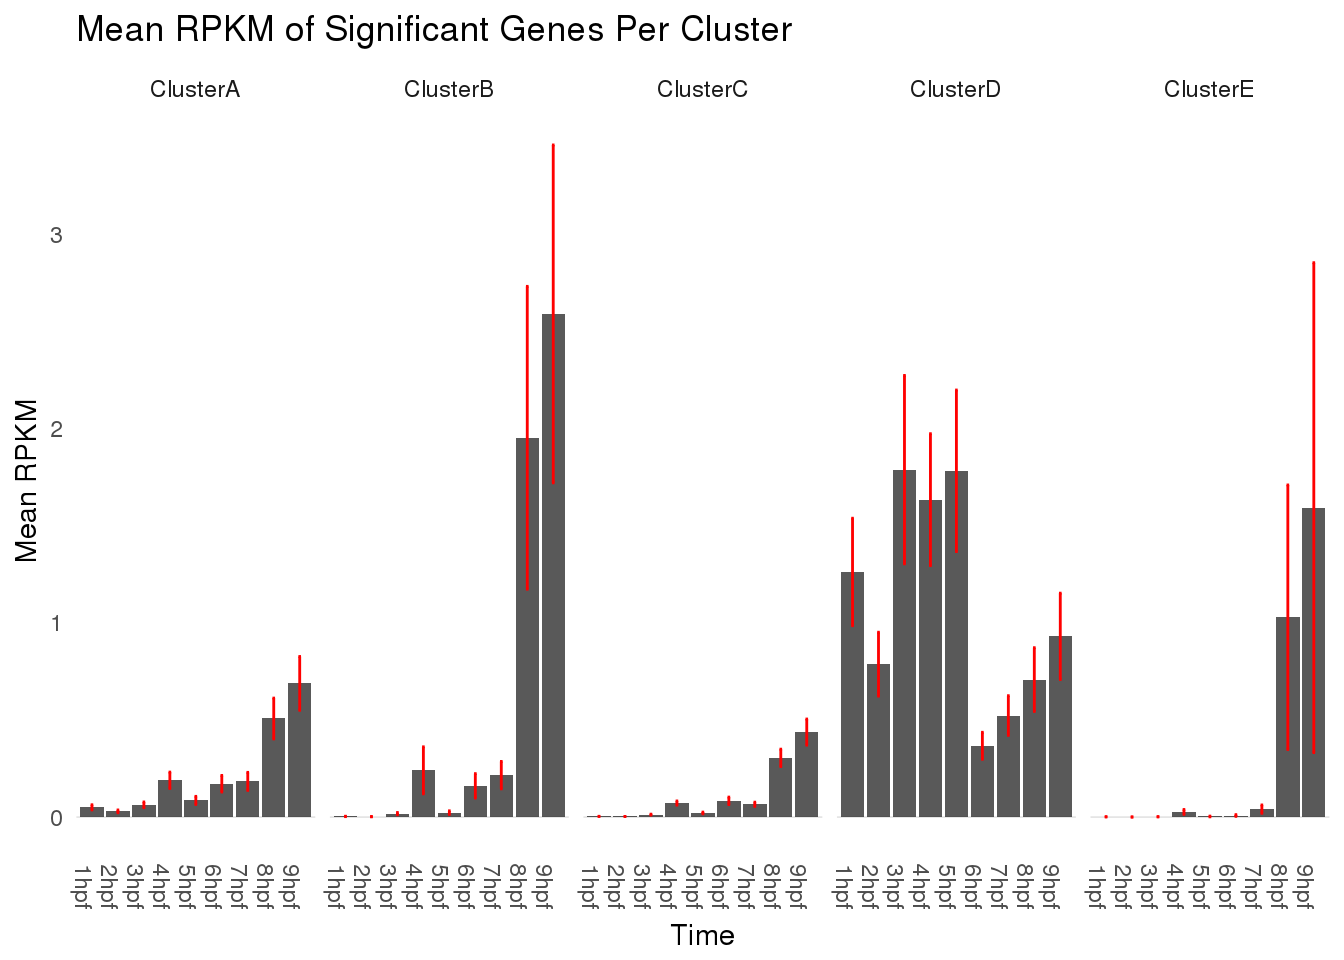 Mean RPKM of Significant Genes Per Cluster
ClusterA ClusterB ClusterC ClusterD ClusterE
3
2
1
0
Mean RPKM
1hpf 2hpf 3hpf 4hpf 5hpf 6hpf 7hpf 8hpf 9hpf 1hpf 2hpf 3hpf 4hpf 5hpf 6hpf 7hpf 8hpf 9hpf 1hpf 2hpf 3hpf 4hpf 5hpf 6hpf 7hpf 8hpf 9hpf 1hpf 2hpf 3hpf 4hpf 5hpf 6hpf 7hpf 8hpf 9hpf 1hpf 2hpf 3hpf 4hpf 5hpf 6hpf 7hpf 8hpf 9hpf
Time